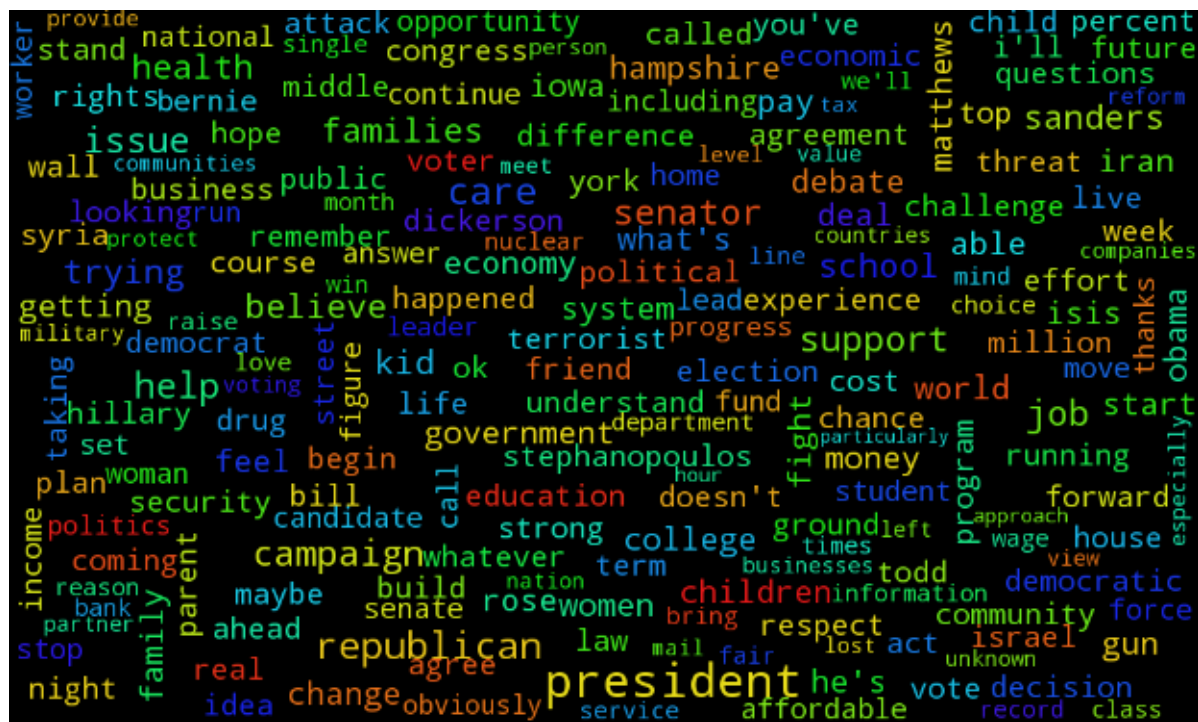 provide
stand
national
attack
single
opportunity
congress
person
called
you've
economic
child
percent
i'll
future
worker
health
middle
continue
iowa
hampshire
we'll
matthews
questions
rights
bernie
including
pay
tax
reform
top
sanders
issue
hope
families
difference
agreement
wall
communities
voter
meet
level
value
threat
iran
business
public
month
care
york
home
debate
looking
run
dickerson
senator
deal
challenge
live
syria
protect
remember
answer
nuclear
what's
line
countries
able
week
companies
trying
course
win
economy
political
school
mind
effort
getting
believe
happened
system
lead
experience
choice
isis
thanks
obama
military
raise
democrat
street
leader
terrorist
progress
support
million
love
figure
kid
ok
friend
election
cost
world
move
taking
help
voting
hillary
drug
life
understand
fund
chance
job
start
set
government
department
fight
particularly
woman
feel
begin
stephanopoulos
money
program
running
especially
plan
hour
security
bill
call
education
doesn't
student
forward
income
politics
candidate
strong
college
ground
left
approach
wage
house
coming
campaign
whatever
term
times
view
reason
parent
maybe
build
nation
businesses
todd
democratic
bank
family
senate
rose
women
children
information
community
force
partner
ahead
bring
respect
stop
republican
law
mail
fair
lost
act
israel
gun
real
agree
unknown
night
change
president
he's
vote
decision
idea
obviously
service
affordable
record
class